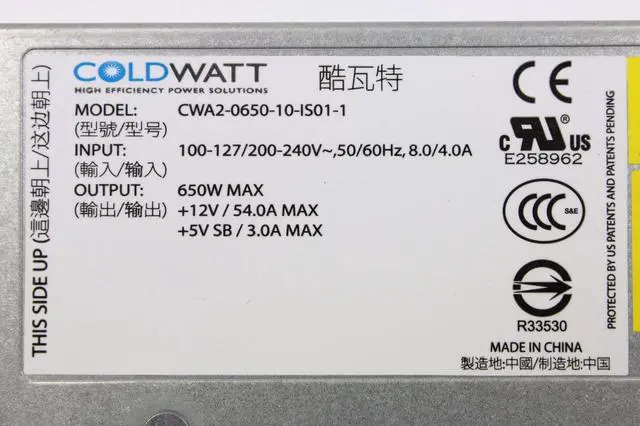 COLDWATT 酷瓦特
HIGH EFFICIENCY POWER SOLUTIONS
MODEL: CWA2-0650-10-IS01-1
(型號/型号)
INPUT: 100-127/200-240V~,50/60Hz, 8.0/4.0A
(輸入/输入)
OUTPUT: 650W MAX
(輸出/输出) +12V / 54.0A MAX
+5V SB / 3.0A MAX
THIS SIDE UP (這邊朝上/这边朝上)
CE
c RU US
E258962
CCC S&E
R33530
MADE IN CHINA
製造地:中國/制造地:中国
PROTECTED BY US PATENTS AND PATENTS PENDING